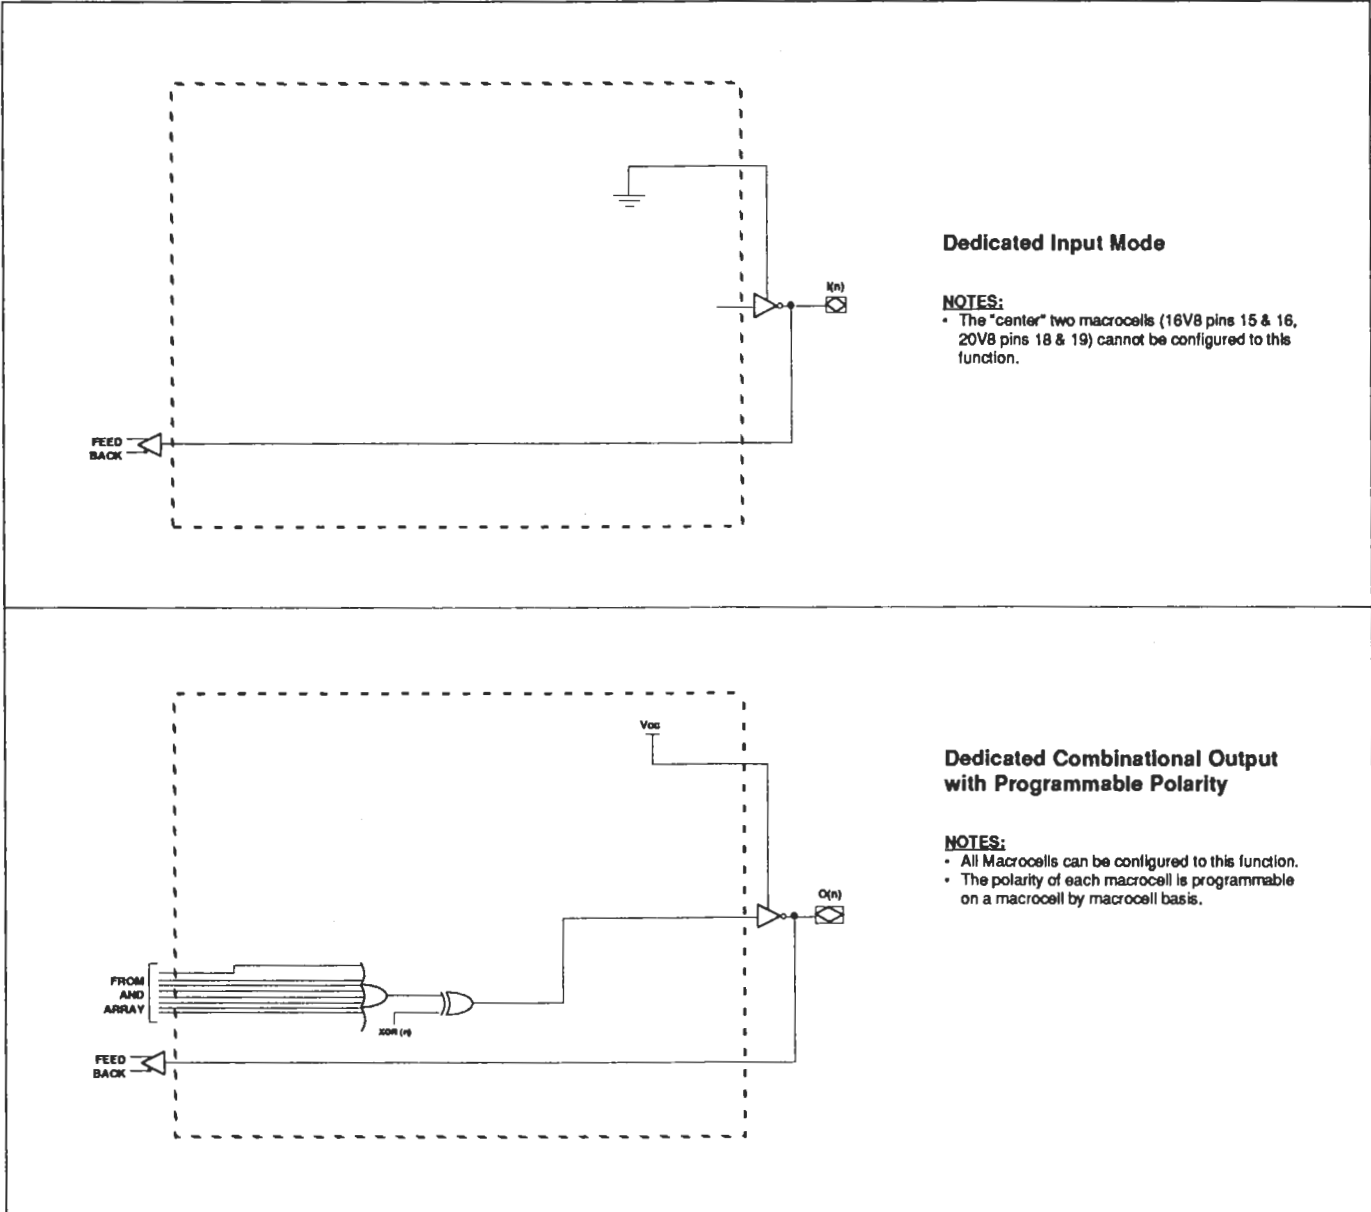 Dedicated Input Mode
I(n)
NOTES:
• The "center" two macrocells (16V8 pins 15 & 16,
20V8 pins 18 & 19) cannot be configured to this
function.
FEED
BACK
Vcc
Dedicated Combinational Output
with Programmable Polarity
NOTES:
• All Macrocells can be configured to this function.
• The polarity of each macrocell is programmable
on a macrocell by macrocell basis.
O(n)
FROM
AND
ARRAY
XOR (n)
FEED
BACK